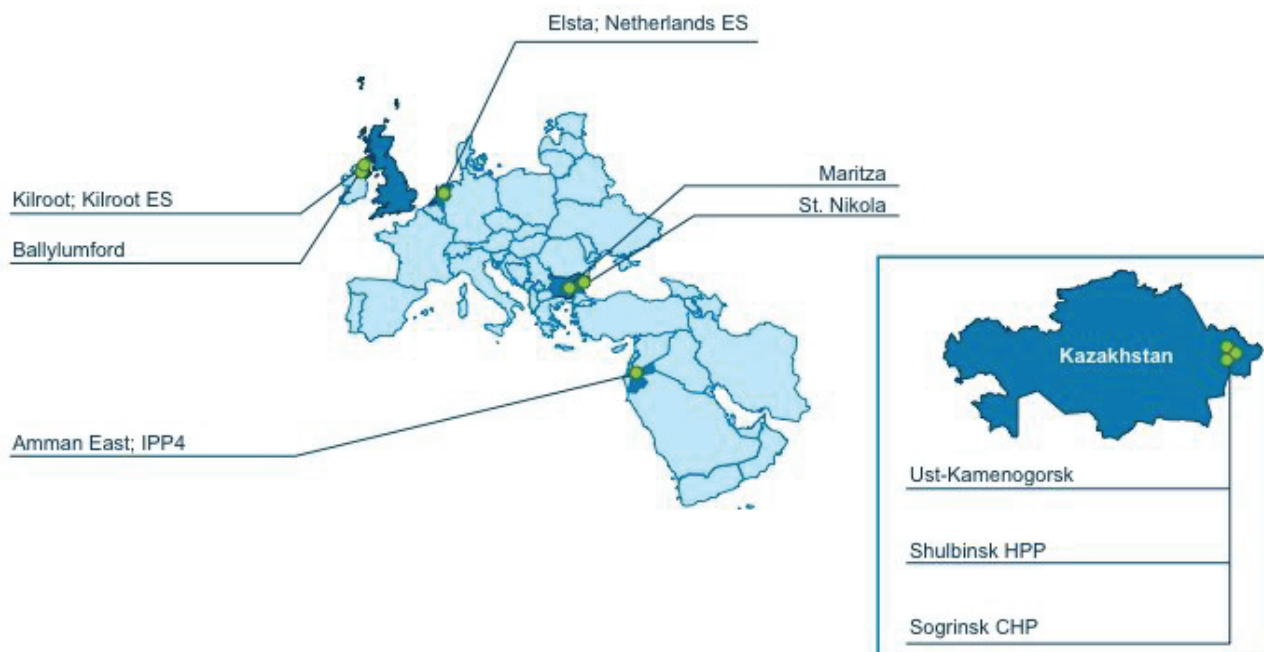 Elsta; Netherlands ES
Maritza
Kilroot; Kilroot ES
St. Nikola
Ballylumford
Kazakhstan
Amman East; IPP4
Ust-Kamenogorsk
Shulbinsk HPP
Sogrinsk CHP